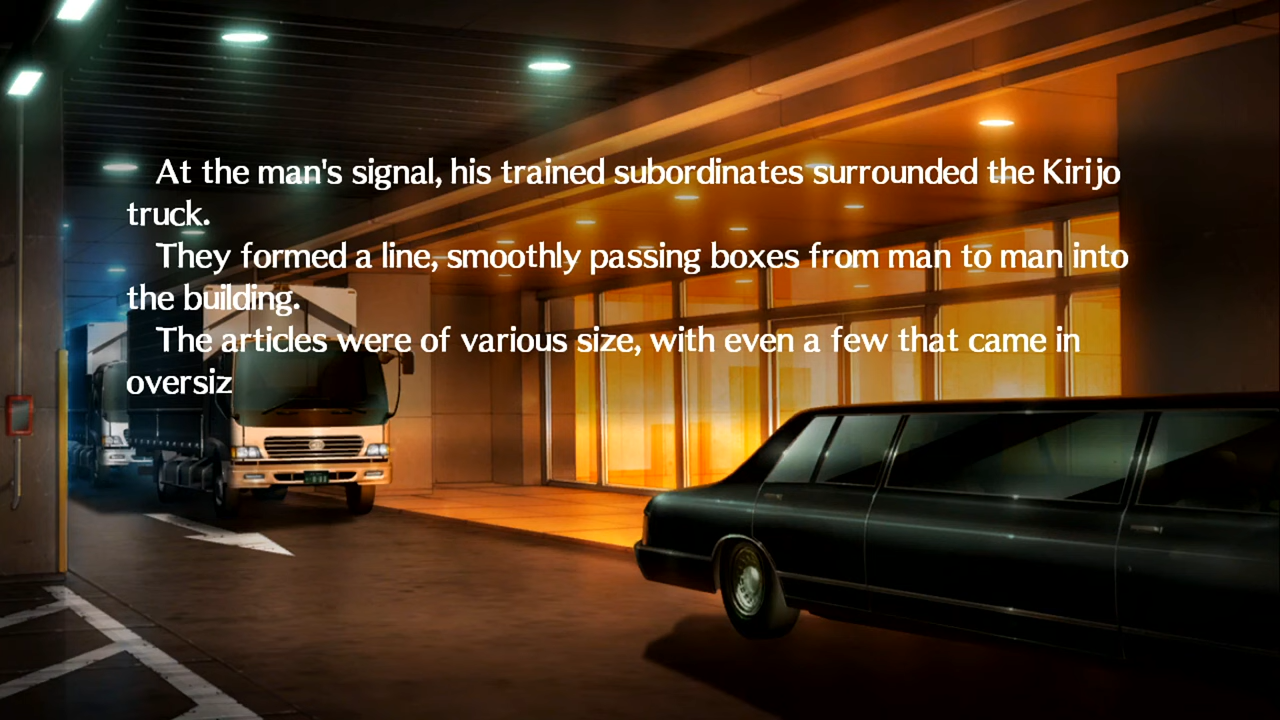 At the man's signal, his trained subordinates surrounded the Kirijo
truck.
They formed a line, smoothly passing boxes from man to man into
the building.
The articles were of various size, with even a few that came in
oversiz